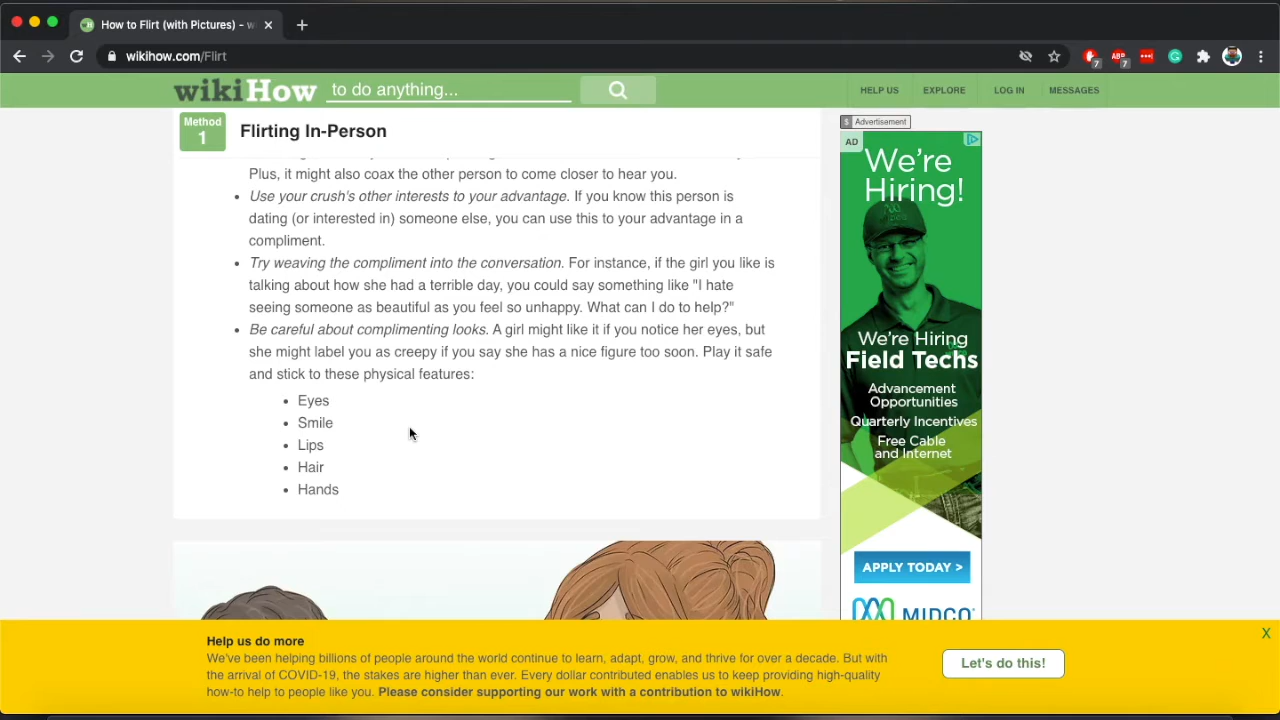 How to Flirt (with Pictures) - w
wikihow.com/Flirt
7
ABP
7
wikiHow
to do anything...
HELP US
EXPLORE
LOG IN
MESSAGES
Method
1
Flirting In-Person
Plus, it might also coax the other person to come closer to hear you.
Use your crush's other interests to your advantage. If you know this person is
dating (or interested in) someone else, you can use this to your advantage in a
compliment.
Try weaving the compliment into the conversation. For instance, if the girl you like is
talking about how she had a terrible day, you could say something like "I hate
seeing someone as beautiful as you feel so unhappy. What can I do to help?"
Be careful about complimenting looks. A girl might like it if you notice her eyes, but
she might label you as creepy if you say she has a nice figure too soon. Play it safe
and stick to these physical features:
Eyes
Smile
Lips
Hair
Hands
$ Advertisement
AD
We're
Hiring!
We're Hiring
Field Techs
Advancement
Opportunities
Quarterly Incentives
Free Cable
and Internet
APPLY TODAY >
MIDCO
Help us do more
We've been helping billions of people around the world continue to learn, adapt, grow, and thrive for over a decade. But with
the arrival of COVID-19, the stakes are higher than ever. Every dollar contributed enables us to keep providing high-quality
how-to help to people like you. Please consider supporting our work with a contribution to wikiHow.
Let's do this!
X